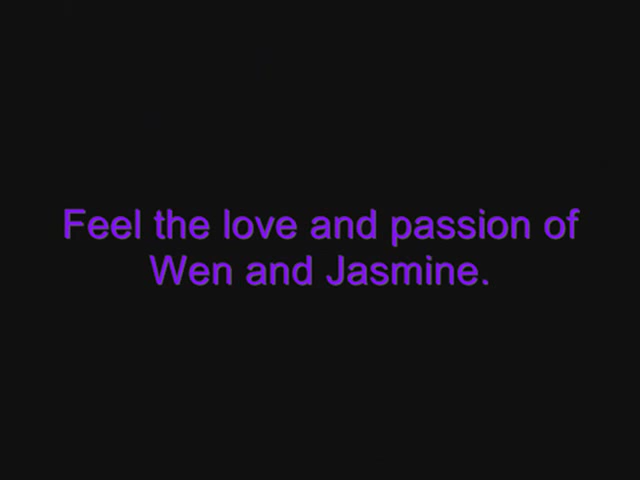 Feel the love and passion of
Wen and Jasmine.